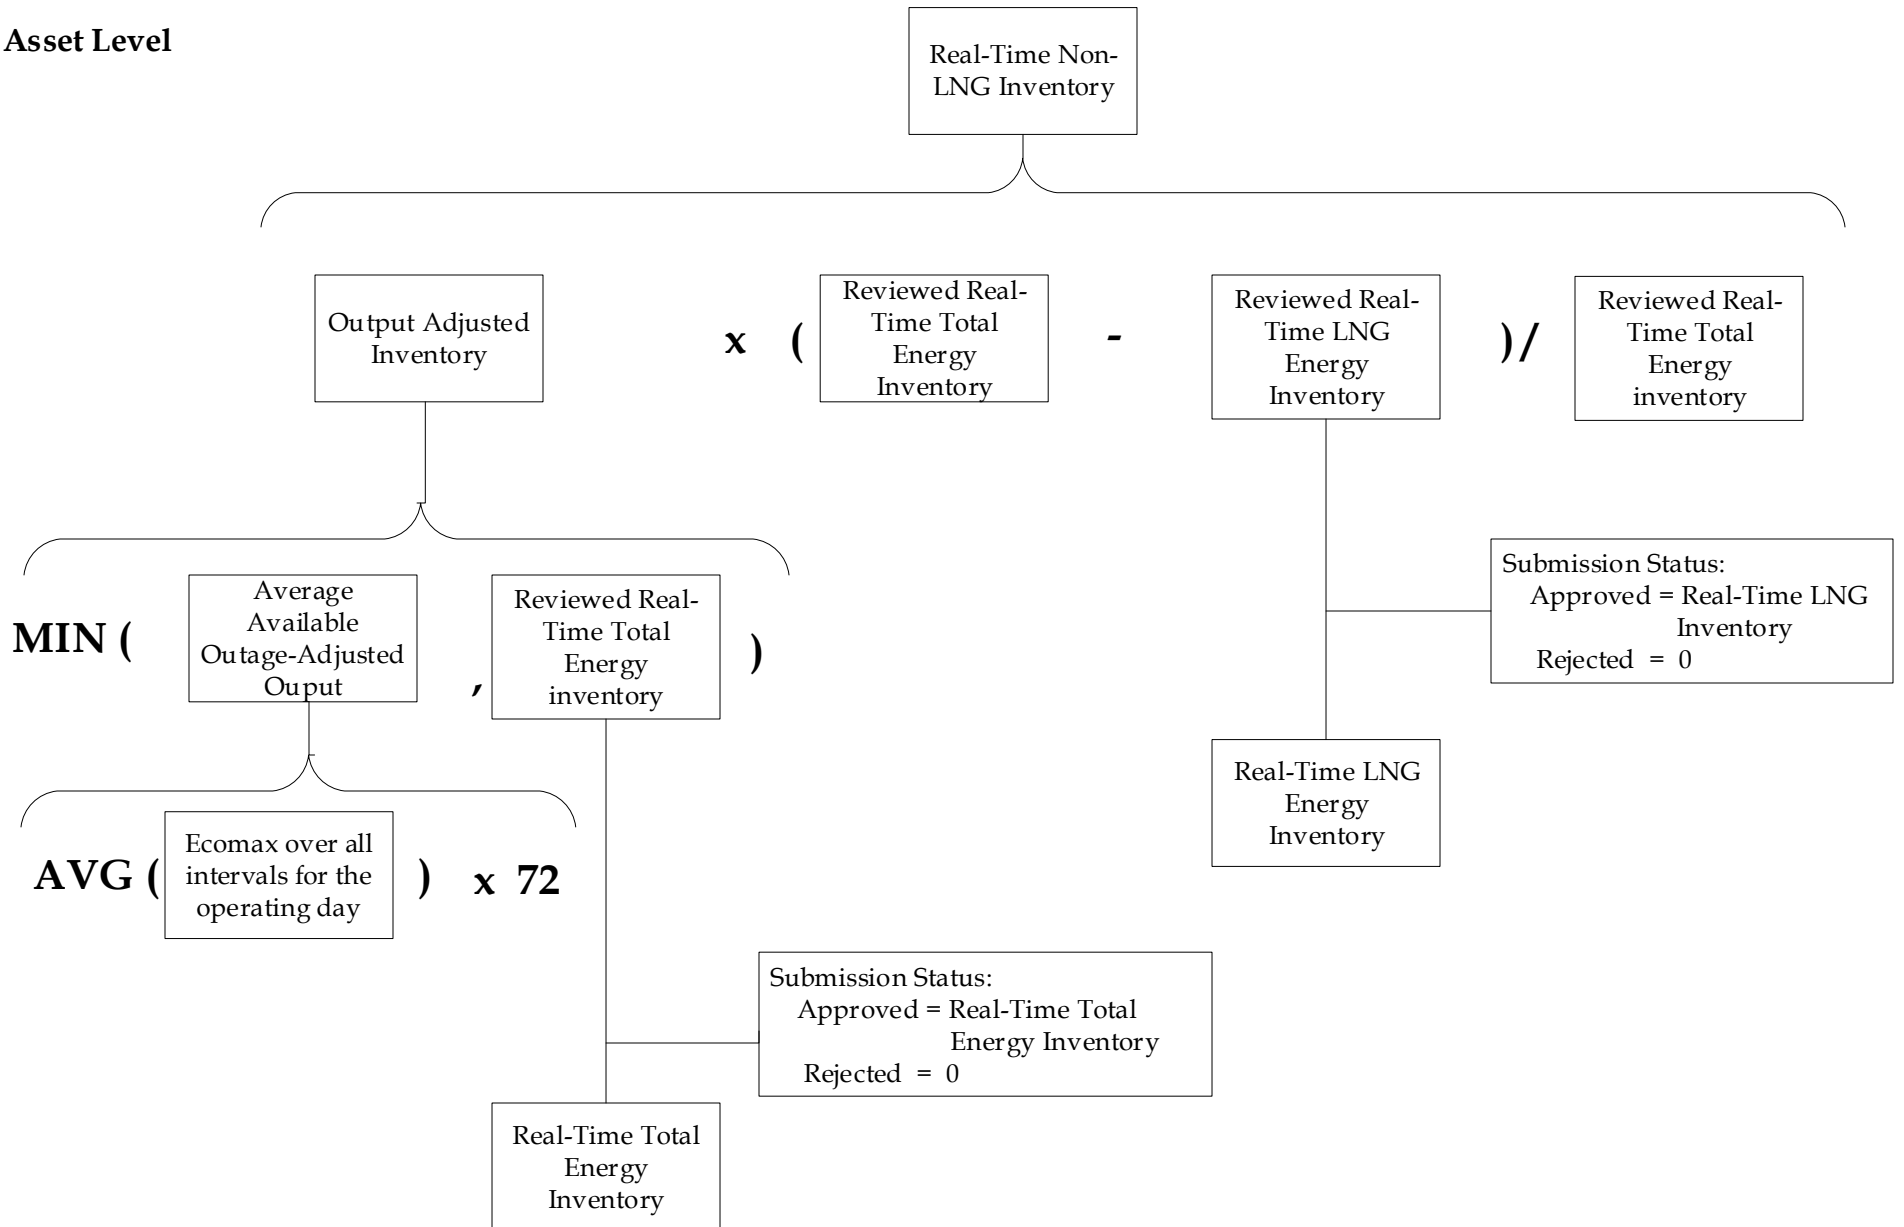 Asset Level
Real-Time Non-
LNG Inventory
Output Adjusted
Inventory
x
(
Reviewed Real-
Time Total
Energy
Inventory
-
Reviewed Real-
Time LNG
Energy
Inventory
)/
Reviewed Real-
Time Total
Energy
inventory
MIN (
Average
Available
Outage-Adjusted
Ouput
,
Reviewed Real-
Time Total
Energy
inventory
)
Submission Status:
Approved = Real-Time LNG
Inventory
Rejected = 0
Real-Time LNG
Energy
Inventory
AVG (
Ecomax over all
intervals for the
operating day
)
x 72
Submission Status:
Approved = Real-Time Total
Energy Inventory
Rejected = 0
Real-Time Total
Energy
Inventory